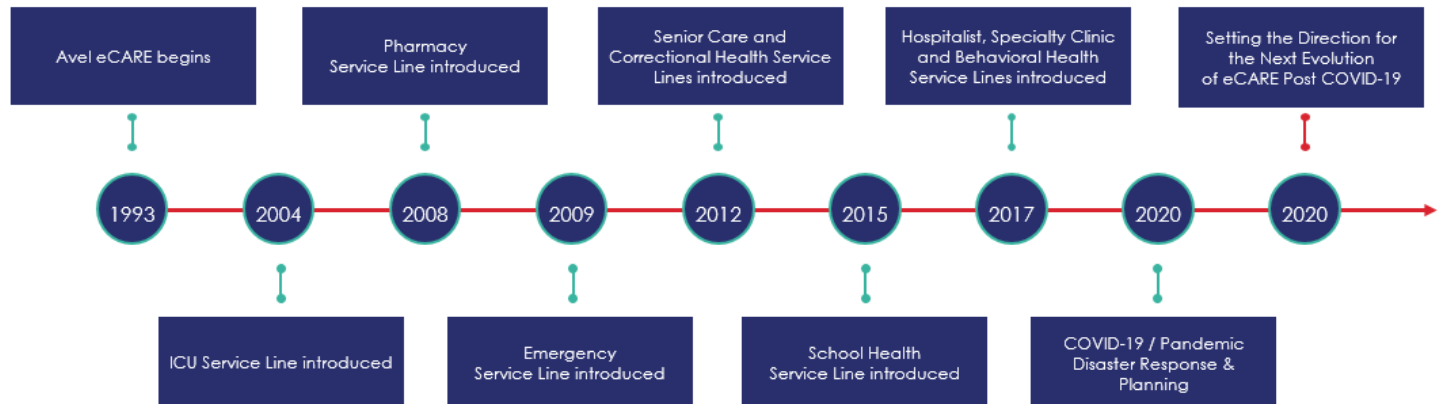 Avel eCARE begins
Pharmacy
Service Line introduced
Senior Care and
Correctional Health Service
Lines introduced
Hospitalist, Specialty Clinic
and Behavioral Health
Service Lines introduced
Setting the Direction for
the Next Evolution
of eCARE Post COVID-19
1993
2004
2008
2009
2012
2015
2017
2020
2020
ICU Service Line introduced
Emergency
Service Line introduced
School Health
Service Line introduced
COVID-19 / Pandemic
Disaster Response &
Planning